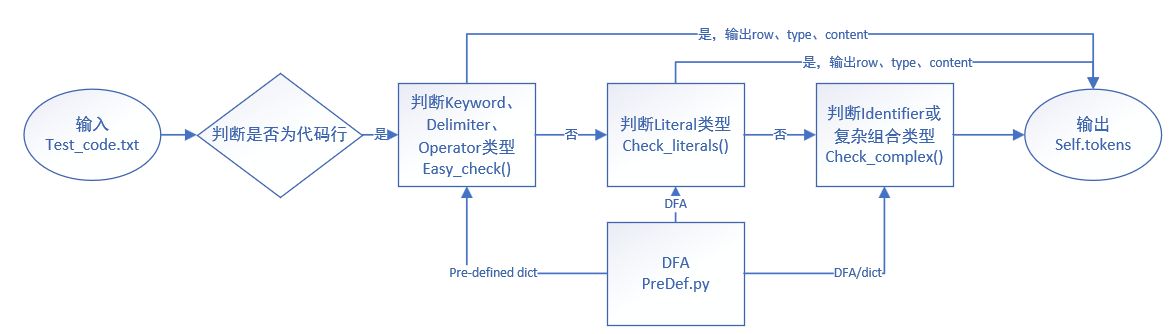 是，输出row、type、content
是，输出row、type、content
输入
Test_code.txt
判断是否为代码行
是
判断Keyword、
Delimiter、
Operator类型
Easy_check()
否
判断Literal类型
Check_literals()
否
判断Identifier或
复杂组合类型
Check_complex()
输出
Self.tokens
DFA
Pre-defined dict
DFA
PreDef.py
DFA/dict